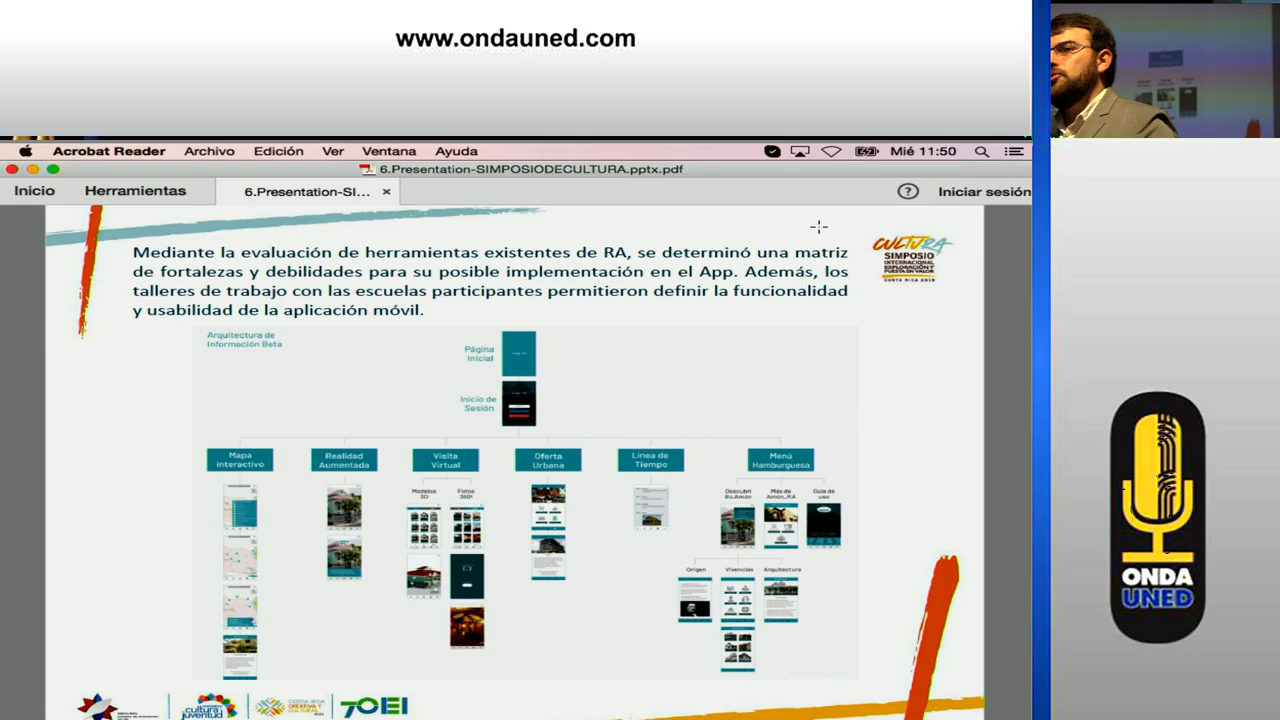 www.ondauned.com
Acrobat Reader Archivo Edición Ver Ventana Ayuda
Mié 11:50
6.Presentation-SIMPOSIODECULTURA.pptx.pdf
Inicio Herramientas 6.Presentation-SI... × ? Iniciar sesión
Mediante la evaluación de herramientas existentes de RA, se determinó una matriz
de fortalezas y debilidades para su posible implementación en el App. Además, los
talleres de trabajo con las escuelas participantes permitieron definir la funcionalidad
y usabilidad de la aplicación móvil.
CULTURA
SIMPOSIO
INTERNACIONAL
EXPLORACIÓN Y
PUESTA EN VALOR
COSTA RICA 2019
Arquitectura de
Información Beta
Página
Inicial
Inicio de
Sesión
Mapa
Interactivo
Realidad
Aumentada
Visita
Virtual
Oferta
Urbana
Línea de
Tiempo
Menú
Hamburguesa
Modelos
3D
Fotos
360º
Descubrí
Bo.Amón
Más de
Amón_RA
Guía de
uso
Origen
Vivencias
Arquitectura
cultura
juventud
COSTA RICA
CREATIVA Y
CULTURAL
70EI
ONDA
UNED